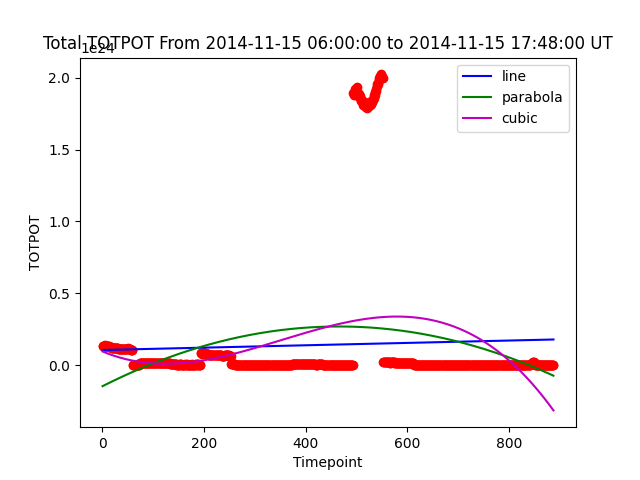 Total TOTPOT From 2014-11-15 06:00:00 to 2014-11-15 17:48:00 UT
1e24
line
parabola
cubic
2.0
1.5
1.0
0.5
0.0
TOTPOT
0 200 400 600 800
Timepoint